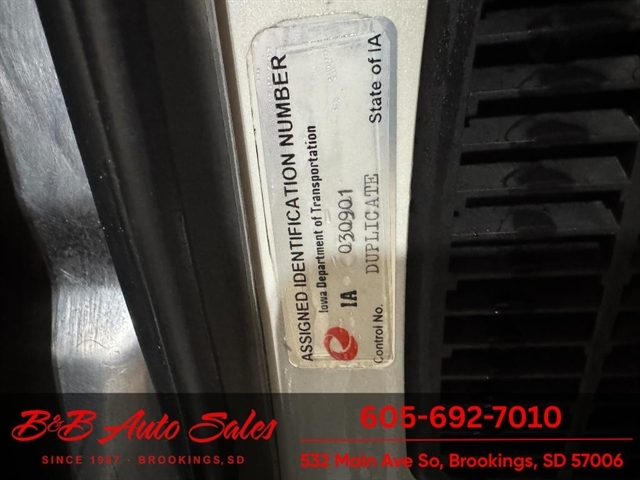 ASSIGNED IDENTIFICATION NUMBER
Iowa Department of Transportation
IA 030901
Control No. DUPLICATE State of IA
B&B Auto Sales
SINCE 1997 - BROOKINGS, SD
605-692-7010
532 Main Ave So, Brookings, SD 57006